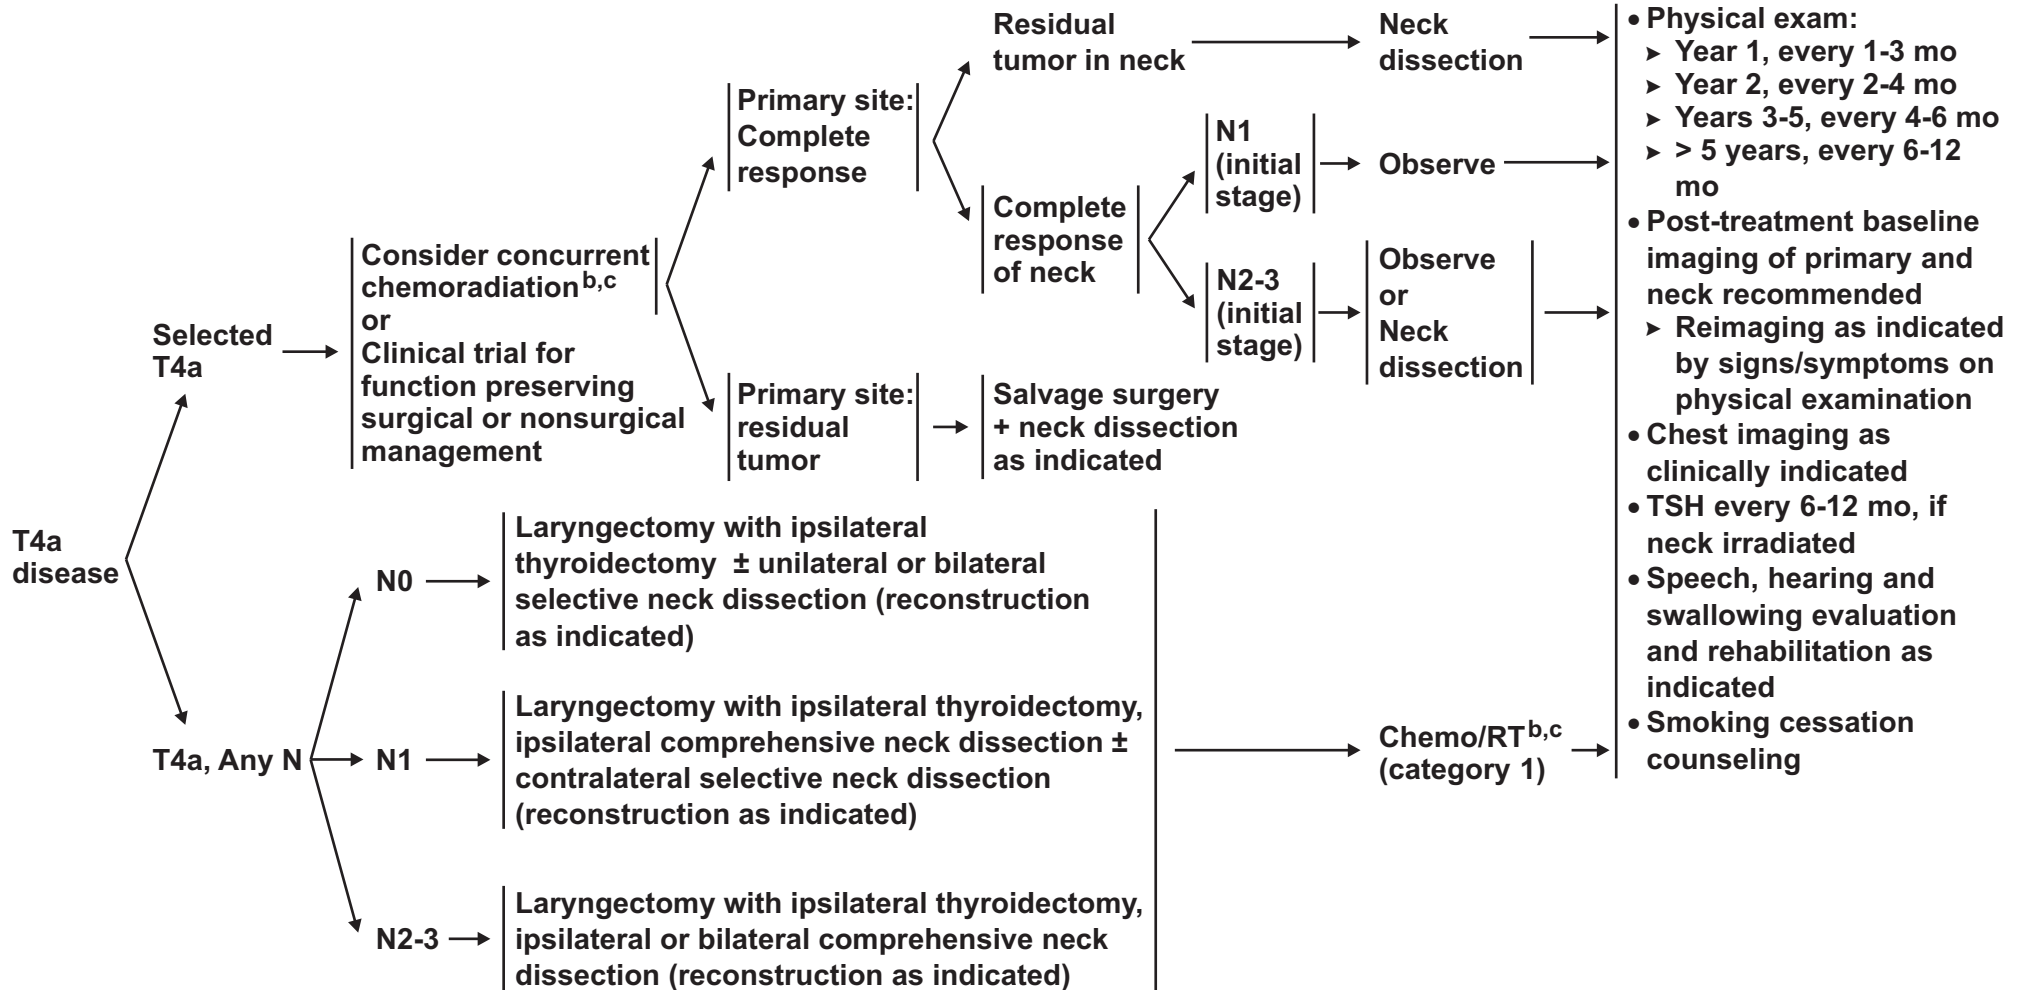 T4a
disease
Selected
T4a
Consider concurrent
chemoradiation b,c
or
Clinical trial for
function preserving
surgical or nonsurgical
management
Primary site:
Complete
response
Residual
tumor in neck
Neck
dissection
Complete
response
of neck
N1
(initial
stage)
Observe
N2-3
(initial
stage)
Observe
or
Neck
dissection
Primary site:
residual
tumor
Salvage surgery
+ neck dissection
as indicated
T4a, Any N
N0
Laryngectomy with ipsilateral
thyroidectomy ± unilateral or bilateral
selective neck dissection (reconstruction
as indicated)
N1
Laryngectomy with ipsilateral thyroidectomy,
ipsilateral comprehensive neck dissection ±
contralateral selective neck dissection
(reconstruction as indicated)
N2-3
Laryngectomy with ipsilateral thyroidectomy,
ipsilateral or bilateral comprehensive neck
dissection (reconstruction as indicated)
Chemo/RT b,c
(category 1)
• Physical exam:
➤ Year 1, every 1-3 mo
➤ Year 2, every 2-4 mo
➤ Years 3-5, every 4-6 mo
➤ > 5 years, every 6-12
mo
• Post-treatment baseline
imaging of primary and
neck recommended
➤ Reimaging as indicated
by signs/symptoms on
physical examination
• Chest imaging as
clinically indicated
• TSH every 6-12 mo, if
neck irradiated
• Speech, hearing and
swallowing evaluation
and rehabilitation as
indicated
• Smoking cessation
counseling